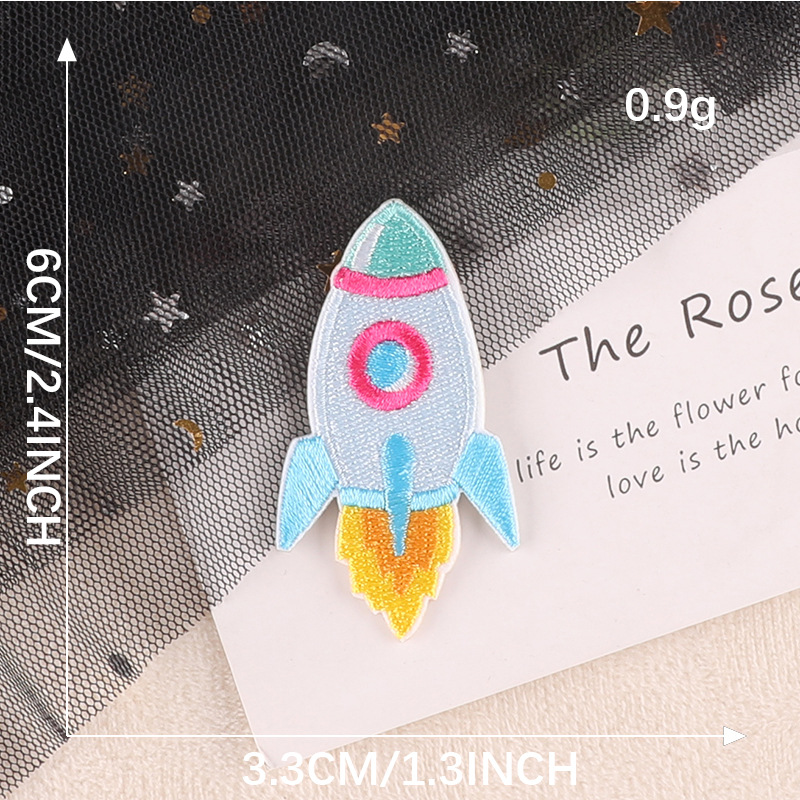 0.9g
6CM/2.4INCH
The Rose
life is the flower fo
love is the ho
3.3CM/1.3INCH